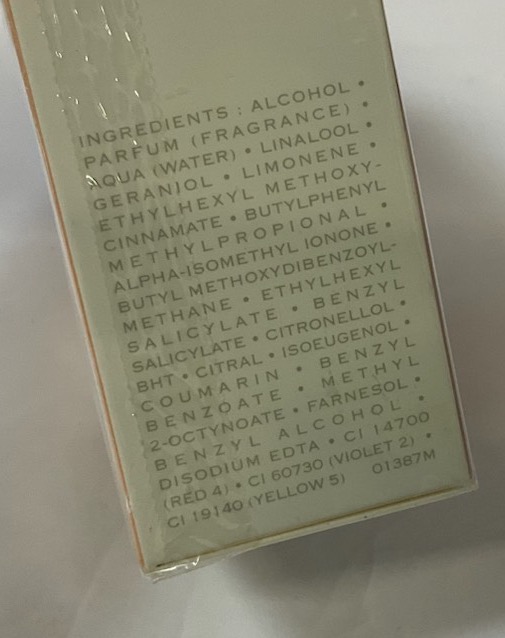 INGREDIENTS : ALCOHOL •
PARFUM (FRAGRANCE) •
AQUA (WATER) • LINALOOL •
GERANIOL • LIMONENE •
ETHYLHEXYL METHOXY-
CINNAMATE • BUTYLPHENYL
METHYLPROPIONAL •
ALPHA-ISOMETHYL IONONE •
BUTYL METHOXYDIBENZOYL-
METHANE • ETHYLHEXYL
SALICYLATE • BENZYL
SALICYLATE • CITRONELLOL •
BHT • CITRAL • ISOEUGENOL •
COUMARIN • BENZYL
BENZOATE • METHYL
2-OCTYNOATE • FARNESOL •
BENZYL ALCOHOL •
DISODIUM EDTA • CI 14700
(RED 4) • CI 60730 (VIOLET 2) •
CI 19140 (YELLOW 5) 01387M